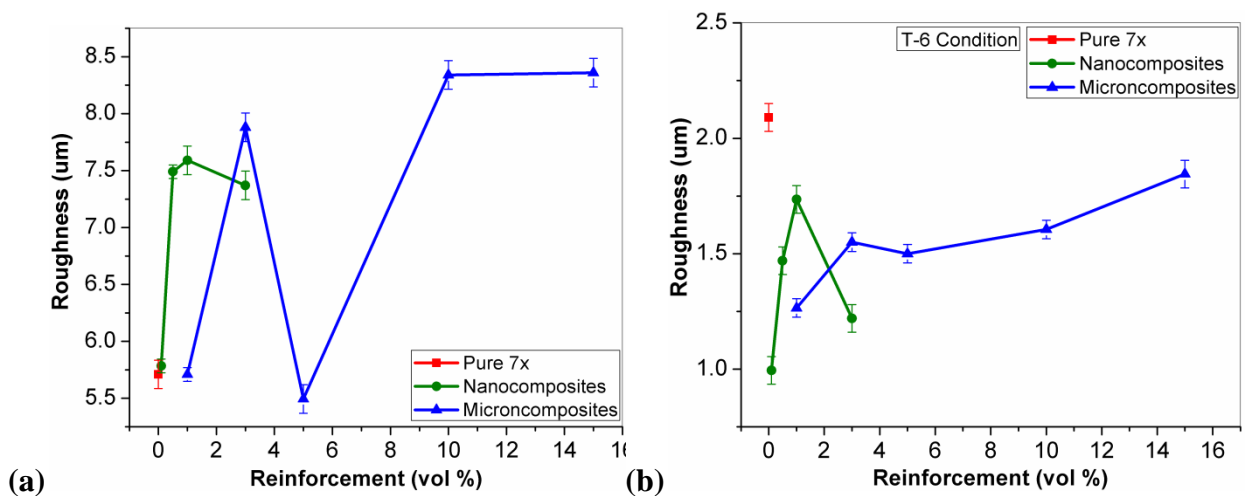 8.5
8.0
7.5
7.0
6.5
6.0
5.5
Roughness (um)
Pure 7x
Nanocomposites
Microncomposites
0 2 4 6 8 10 12 14 16
Reinforcement (vol %)
(a)
2.5
2.0
1.5
1.0
Roughness (um)
T-6 Condition
Pure 7x
Nanocomposites
Microncomposites
0 2 4 6 8 10 12 14 16
Reinforcement (vol %)
(b)